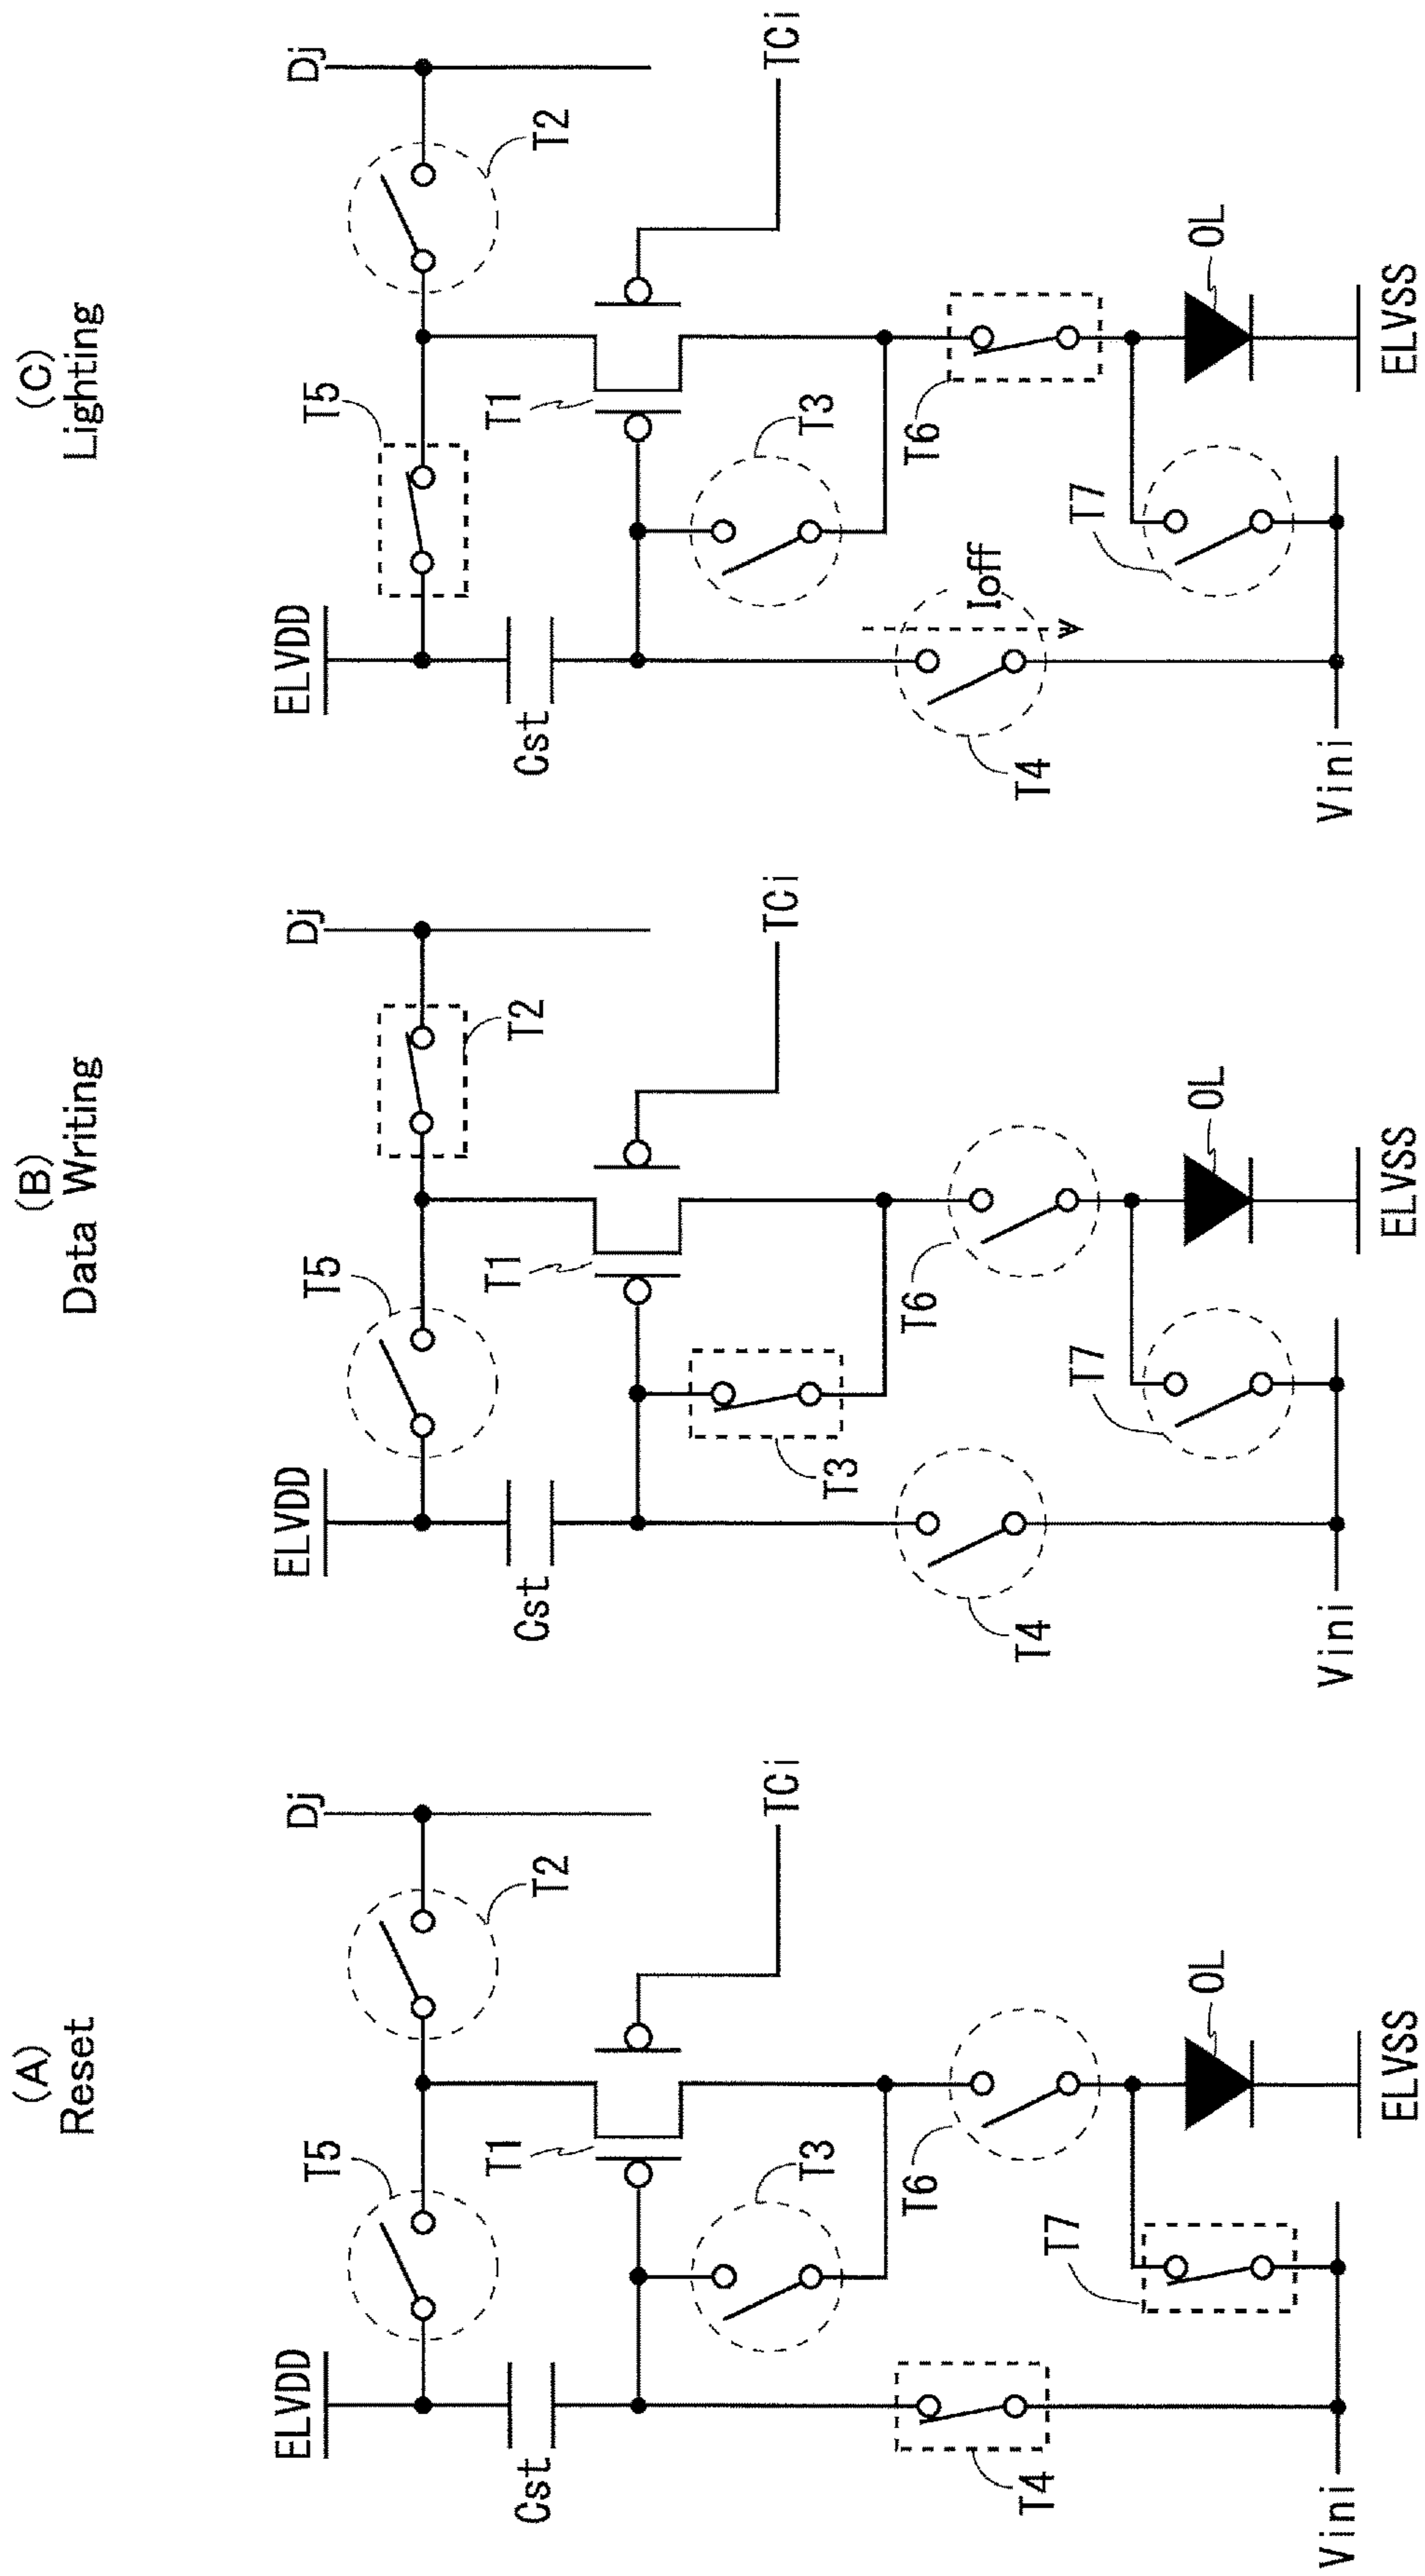 (A)
Reset
ELVDD
T5
T2
Dj
Cst
T1
TCi
T3
T4
T6
T7
OL
Vini
ELVSS
(B)
Data Writing
ELVDD
T5
T2
Dj
Cst
T1
TCi
T3
T4
T6
T7
OL
Vini
ELVSS
(C)
Lighting
ELVDD
T5
T2
Dj
Cst
T1
TCi
T3
Ioff
T4
T6
T7
OL
Vini
ELVSS